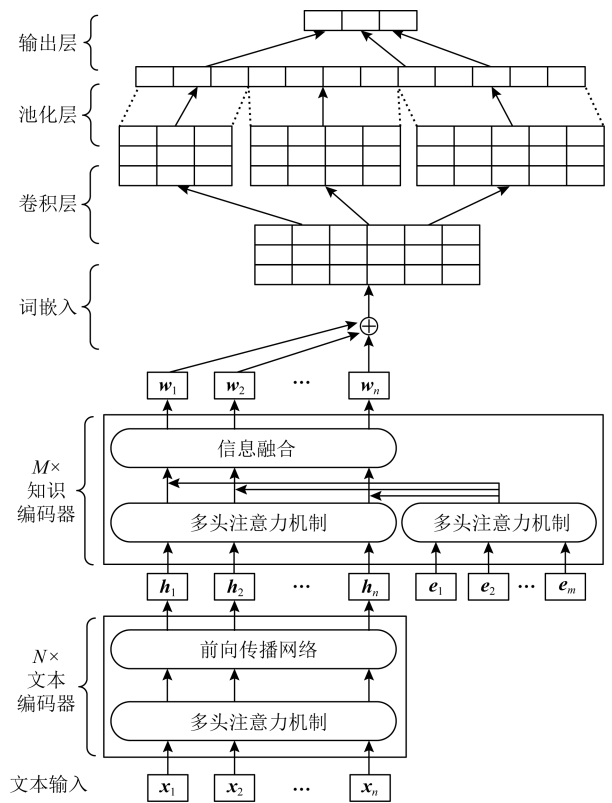 输出层
池化层
卷积层
词嵌入
w1 w2 ... wn
M×
知识
编码器
信息融合
多头注意力机制 多头注意力机制
h1 h2 ... hn e1 e2 ... em
N×
文本
编码器
前向传播网络
多头注意力机制
文本输入 x1 x2 ... xn